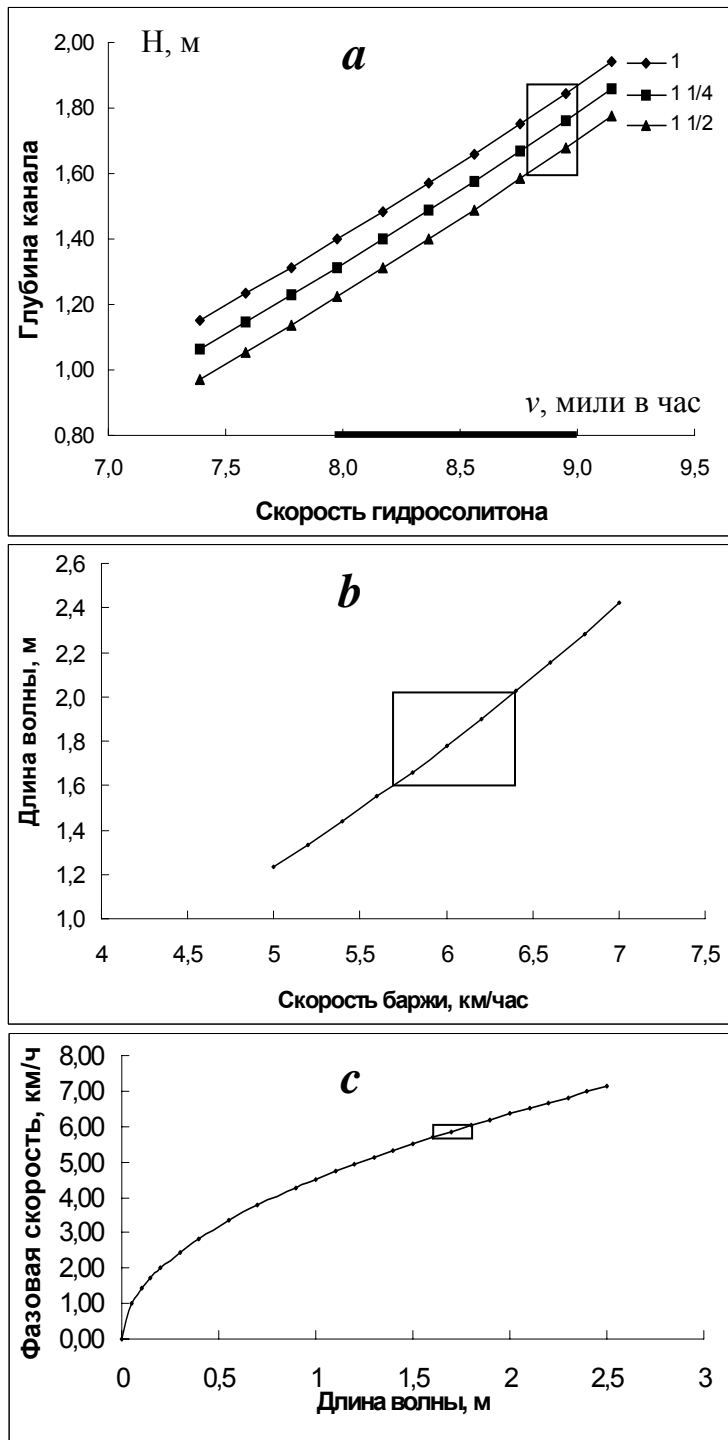 H, м
a
2,00
1,80
1,60
1,40
1,20
1,00
0,80
Глубина канала
1
1 1/4
1 1/2
v, мили в час
7,0 7,5 8,0 8,5 9,0 9,5
Скорость гидросолитона
b
2,6
2,4
2,2
2,0
1,8
1,6
1,4
1,2
1,0
Длина волны, м
4 4,5 5 5,5 6 6,5 7 7,5
Скорость баржи, км/час
c
8,00
7,00
6,00
5,00
4,00
3,00
2,00
1,00
0,00
Фазовая скорость, км/ч
0 0,5 1 1,5 2 2,5 3
Длина волны, м